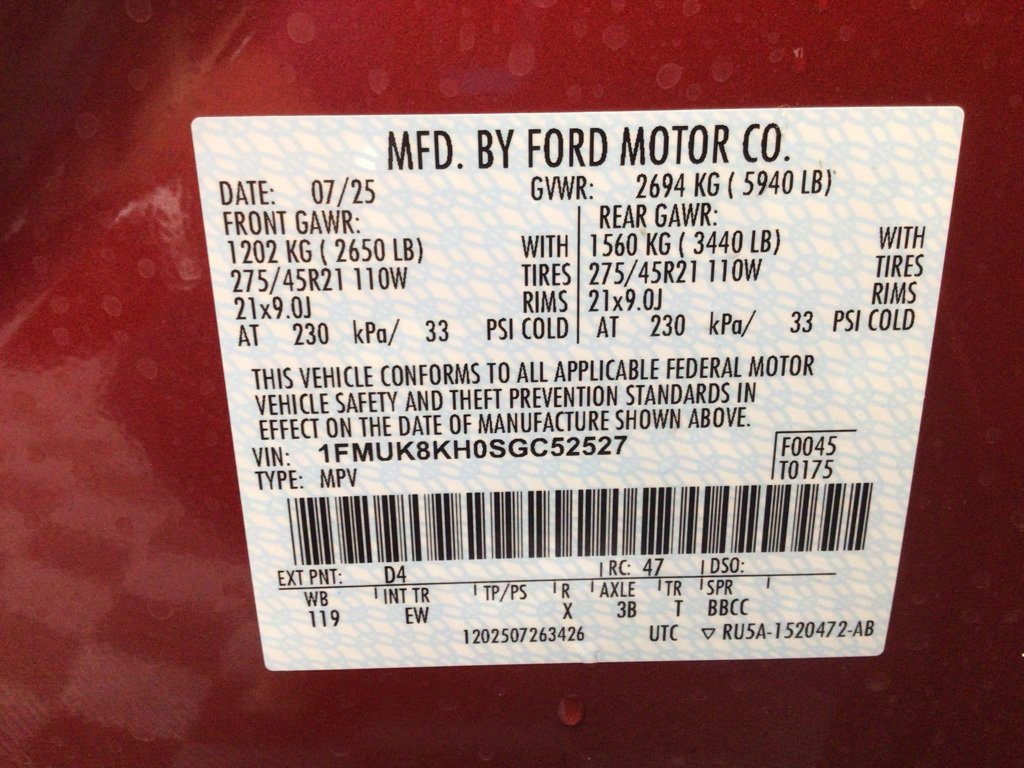 MFD. BY FORD MOTOR CO.
DATE: 07/25 GVWR: 2694 KG ( 5940 LB)
FRONT GAWR: REAR GAWR:
1202 KG ( 2650 LB) WITH 1560 KG ( 3440 LB) WITH
275/45R21 110W TIRES 275/45R21 110W TIRES
21x9.0J RIMS 21x9.0J RIMS
AT 230 kPa/ 33 PSI COLD AT 230 kPa/ 33 PSI COLD
THIS VEHICLE CONFORMS TO ALL APPLICABLE FEDERAL MOTOR
VEHICLE SAFETY AND THEFT PREVENTION STANDARDS IN
EFFECT ON THE DATE OF MANUFACTURE SHOWN ABOVE.
VIN: 1FMUK8KH0SGC52527 F0045
TYPE: MPV T0175
EXT PNT: D4 RC: 47 DSO:
WB INT TR TP/PS R AXLE TR SPR
119 EW X 3B T BBCC
1202507263426 UTC ▽ RU5A-1520472-AB